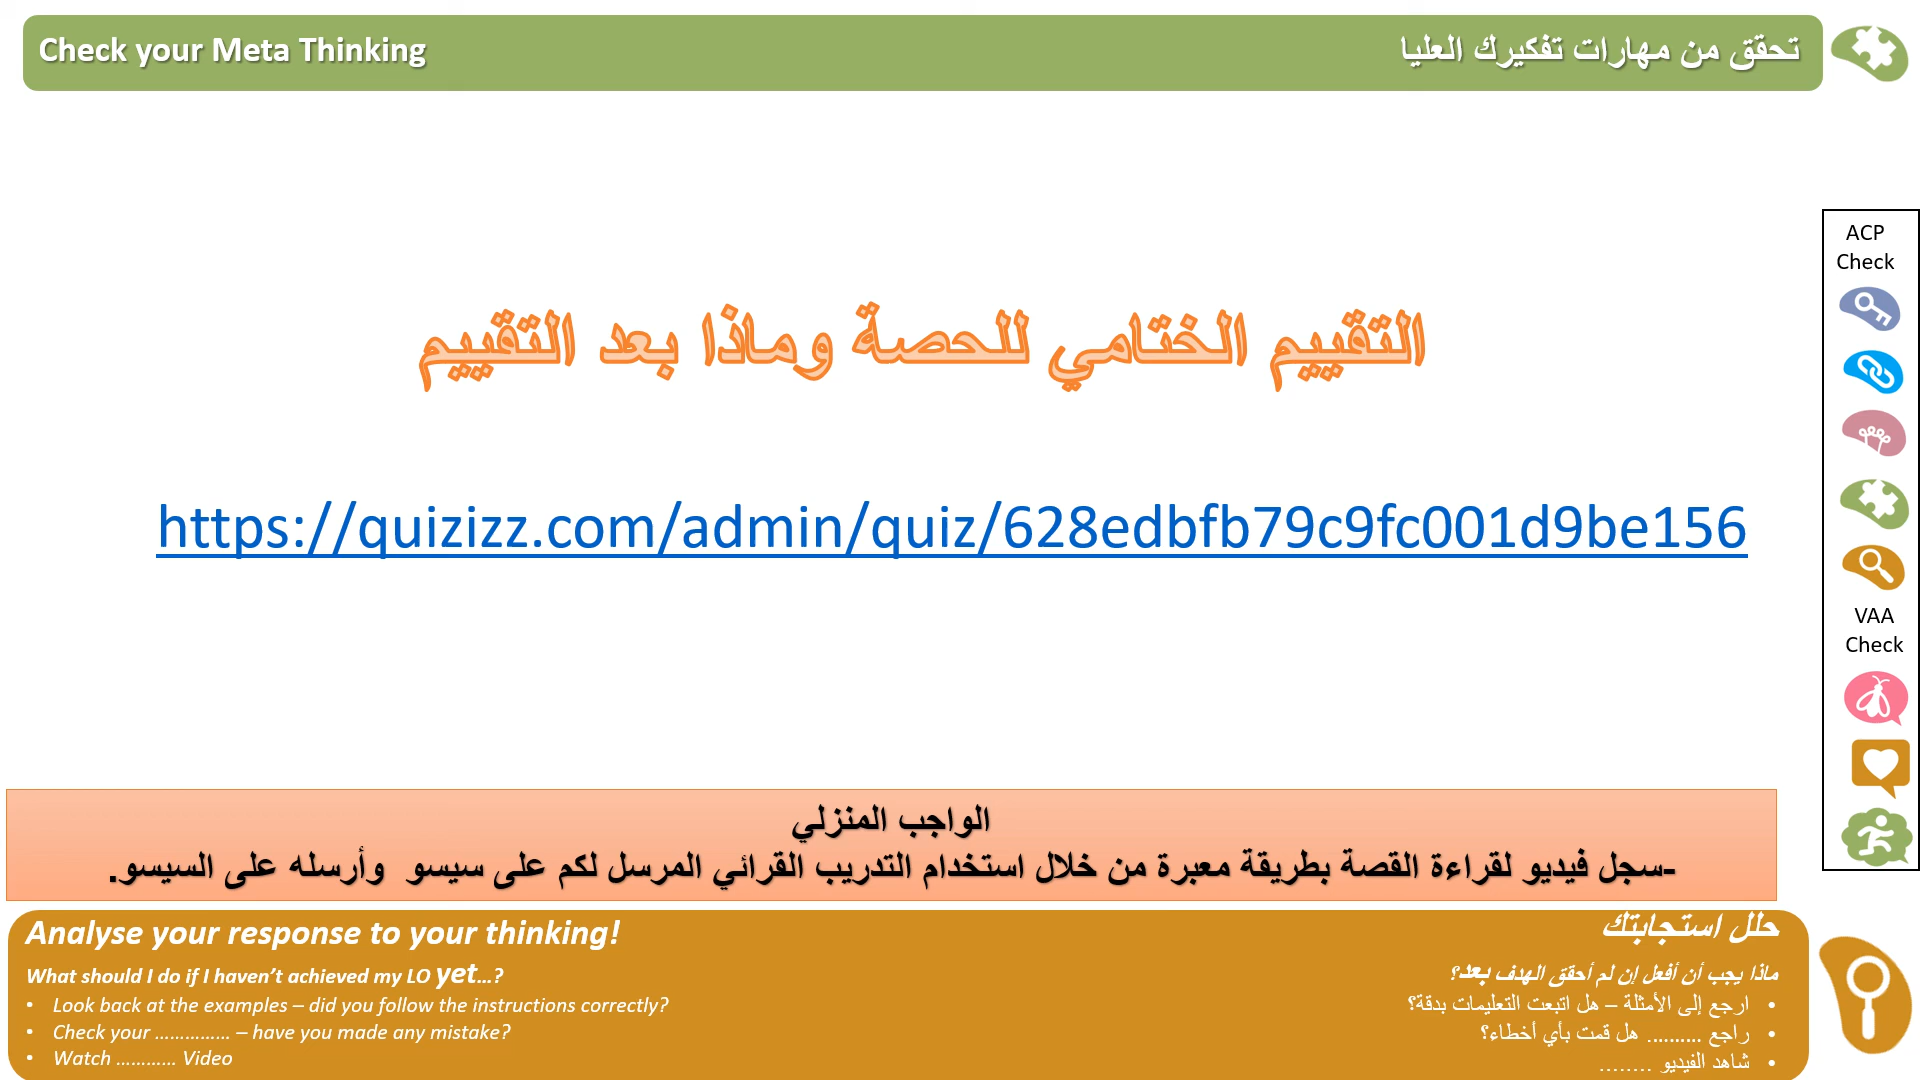 Check your Meta Thinking
تحقق من مهارات تفكيرك العليا
التقييم الختامي للحصة وماذا بعد التقييم
https://quizizz.com/admin/quiz/628edbfb79c9fc001d9be156
ACP
Check
VAA
Check
الواجب المنزلي
-سجل فيديو لقراءة القصة بطريقة معبرة من خلال استخدام التدريب القرائي المرسل لكم على سيسو وأرسله على السيسو.
Analyse your response to your thinking!
What should I do if I haven’t achieved my LO yet…?
• Look back at the examples – did you follow the instructions correctly?
• Check your …………… – have you made any mistake?
• Watch ………… Video
حلل استجابتك
ماذا يجب أن أفعل إن لم أحقق الهدف بعد؟
• ارجع إلى الأمثلة – هل اتبعت التعليمات بدقة؟
• راجع .......... هل قمت بأي أخطاء؟
• شاهد الفيديو ........